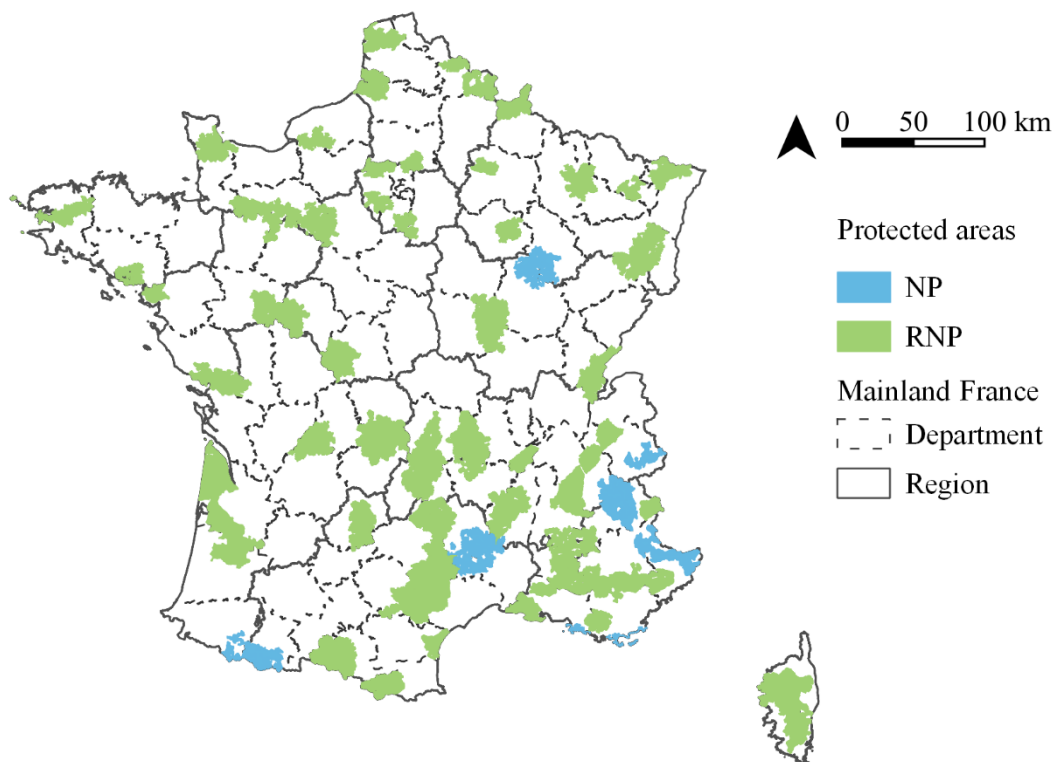 0 50 100 km
Protected areas
NP
RNP
Mainland France
Department
Region